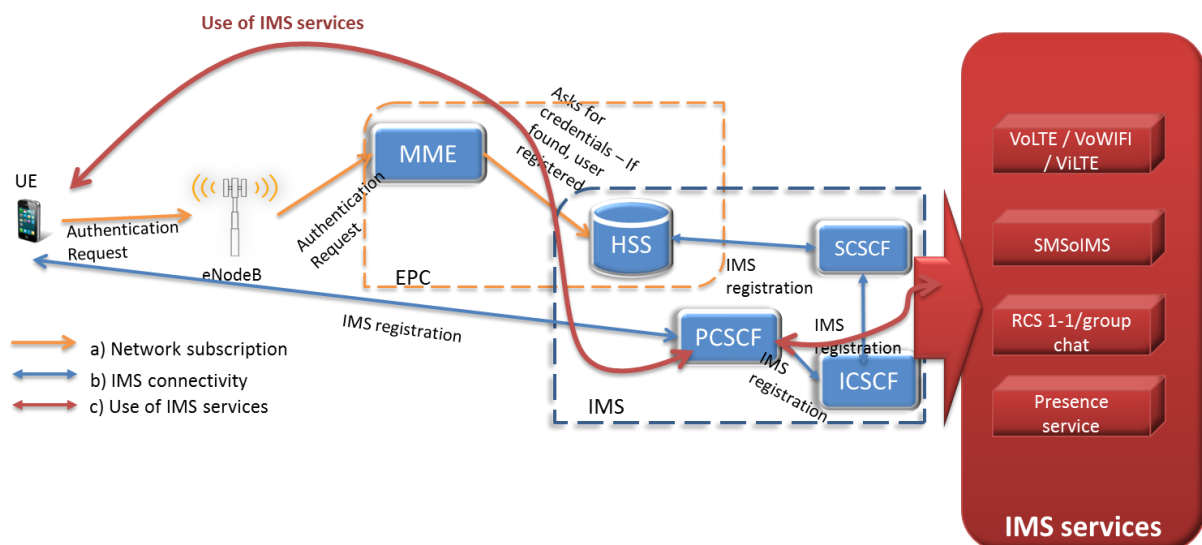 Use of IMS services
Asks for
credentials – If
found, user
registered
MME
VoLTE / VoWIFI
/ ViLTE
UE
Authentication
Request
eNodeB
Authentication
Request
EPC
HSS
SCSCF
SMSoIMS
IMS
registration
IMS registration
PCSCF
IMS
registration
IMS
registration
ICSCF
IMS
RCS 1-1/group
chat
Presence
service
a) Network subscription
b) IMS connectivity
c) Use of IMS services
IMS services